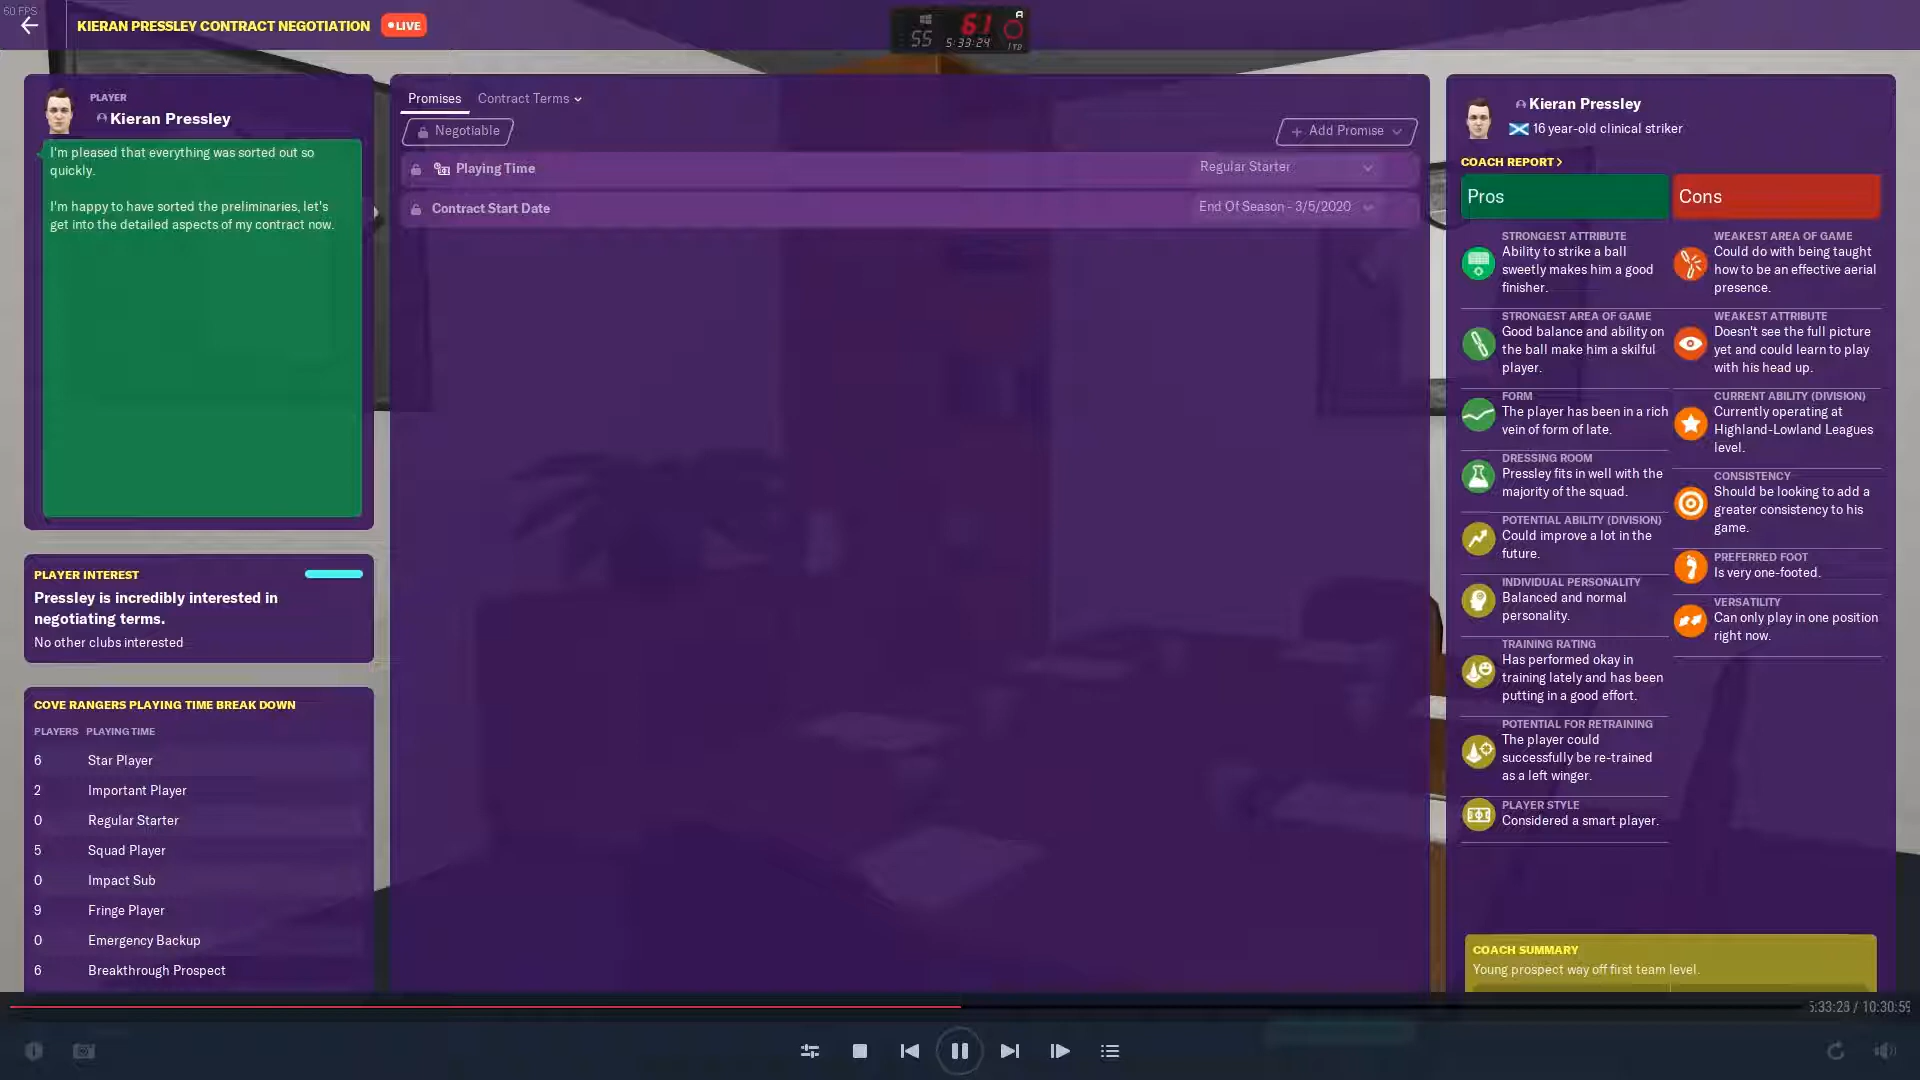 60 FPS
KIERAN PRESSLEY CONTRACT NEGOTIATION
LIVE
61
A
55
5:33:24
PLAYER
Kieran Pressley
I'm pleased that everything was sorted out so
quickly.
I'm happy to have sorted the preliminaries, let's
get into the detailed aspects of my contract now.
PLAYER INTEREST
Pressley is incredibly interested in
negotiating terms.
No other clubs interested
COVE RANGERS PLAYING TIME BREAK DOWN
PLAYERS PLAYING TIME
6 Star Player
2 Important Player
0 Regular Starter
5 Squad Player
0 Impact Sub
9 Fringe Player
0 Emergency Backup
6 Breakthrough Prospect
Promises Contract Terms
Negotiable
Add Promise
Playing Time Regular Starter
Contract Start Date End Of Season - 3/5/2020
Kieran Pressley
16 year-old clinical striker
COACH REPORT >
Pros
STRONGEST ATTRIBUTE
Ability to strike a ball
sweetly makes him a good
finisher.
STRONGEST AREA OF GAME
Good balance and ability on
the ball make him a skilful
player.
FORM
The player has been in a rich
vein of form of late.
DRESSING ROOM
Pressley fits in well with the
majority of the squad.
POTENTIAL ABILITY (DIVISION)
Could improve a lot in the
future.
INDIVIDUAL PERSONALITY
Balanced and normal
personality.
TRAINING RATING
Has performed okay in
training lately and has been
putting in a good effort.
POTENTIAL FOR RETRAINING
The player could
successfully be re-trained
as a left winger.
PLAYER STYLE
Considered a smart player.
Cons
WEAKEST AREA OF GAME
Could do with being taught
how to be an effective aerial
presence.
WEAKEST ATTRIBUTE
Doesn't see the full picture
yet and could learn to play
with his head up.
CURRENT ABILITY (DIVISION)
Currently operating at
Highland-Lowland Leagues
level.
CONSISTENCY
Should be looking to add a
greater consistency to his
game.
PREFERRED FOOT
Is very one-footed.
VERSATILITY
Can only play in one position
right now.
COACH SUMMARY
Young prospect way off first team level.
/ 10:30:59